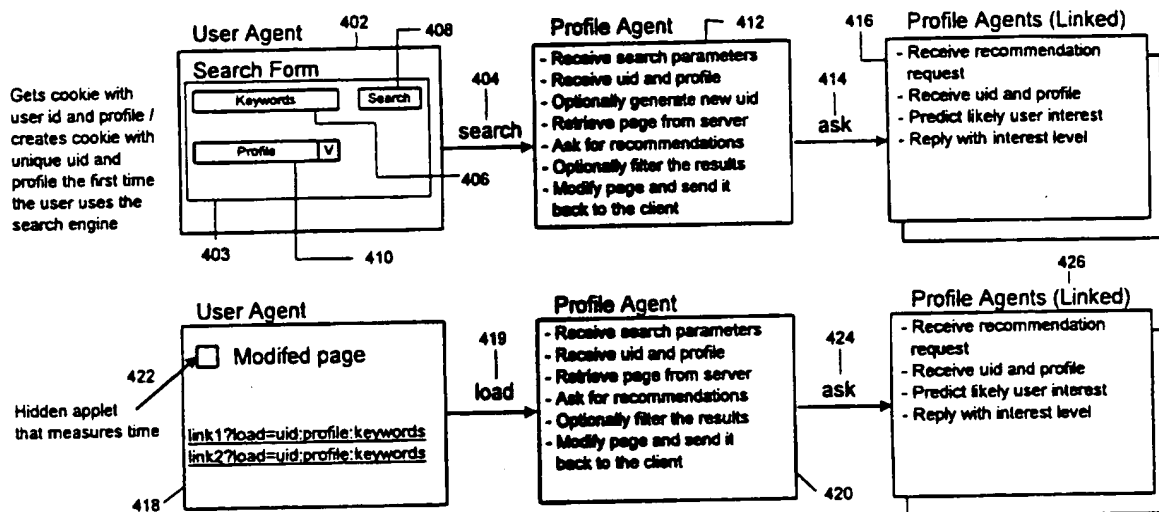 User Agent
402
408
Search Form
Keywords
Search
Profile
V
Gets cookie with
user id and profile /
creates cookie with
unique uid and
profile the first time
the user uses the
search engine
403
410
406
404
search
Profile Agent
412
- Receive search parameters
- Receive uid and profile
- Optionally generate new uid
- Retrieve page from server
- Ask for recommendations
- Optionally filter the results
- Modify page and send it
back to the client
414
ask
416
Profile Agents (Linked)
- Receive recommendation
request
- Receive uid and profile
- Predict likely user interest
- Reply with interest level
User Agent
Modifed page
422
Hidden applet
that measures time
link1?load=uid:profile:keywords
link2?load=uid:profile:keywords
418
419
load
Profile Agent
- Receive search parameters
- Receive uid and profile
- Retrieve page from server
- Ask for recommendations
- Optionally filter the results
- Modify page and send it
back to the client
420
424
ask
426
Profile Agents (Linked)
- Receive recommendation
request
- Receive uid and profile
- Predict likely user interest
- Reply with interest level